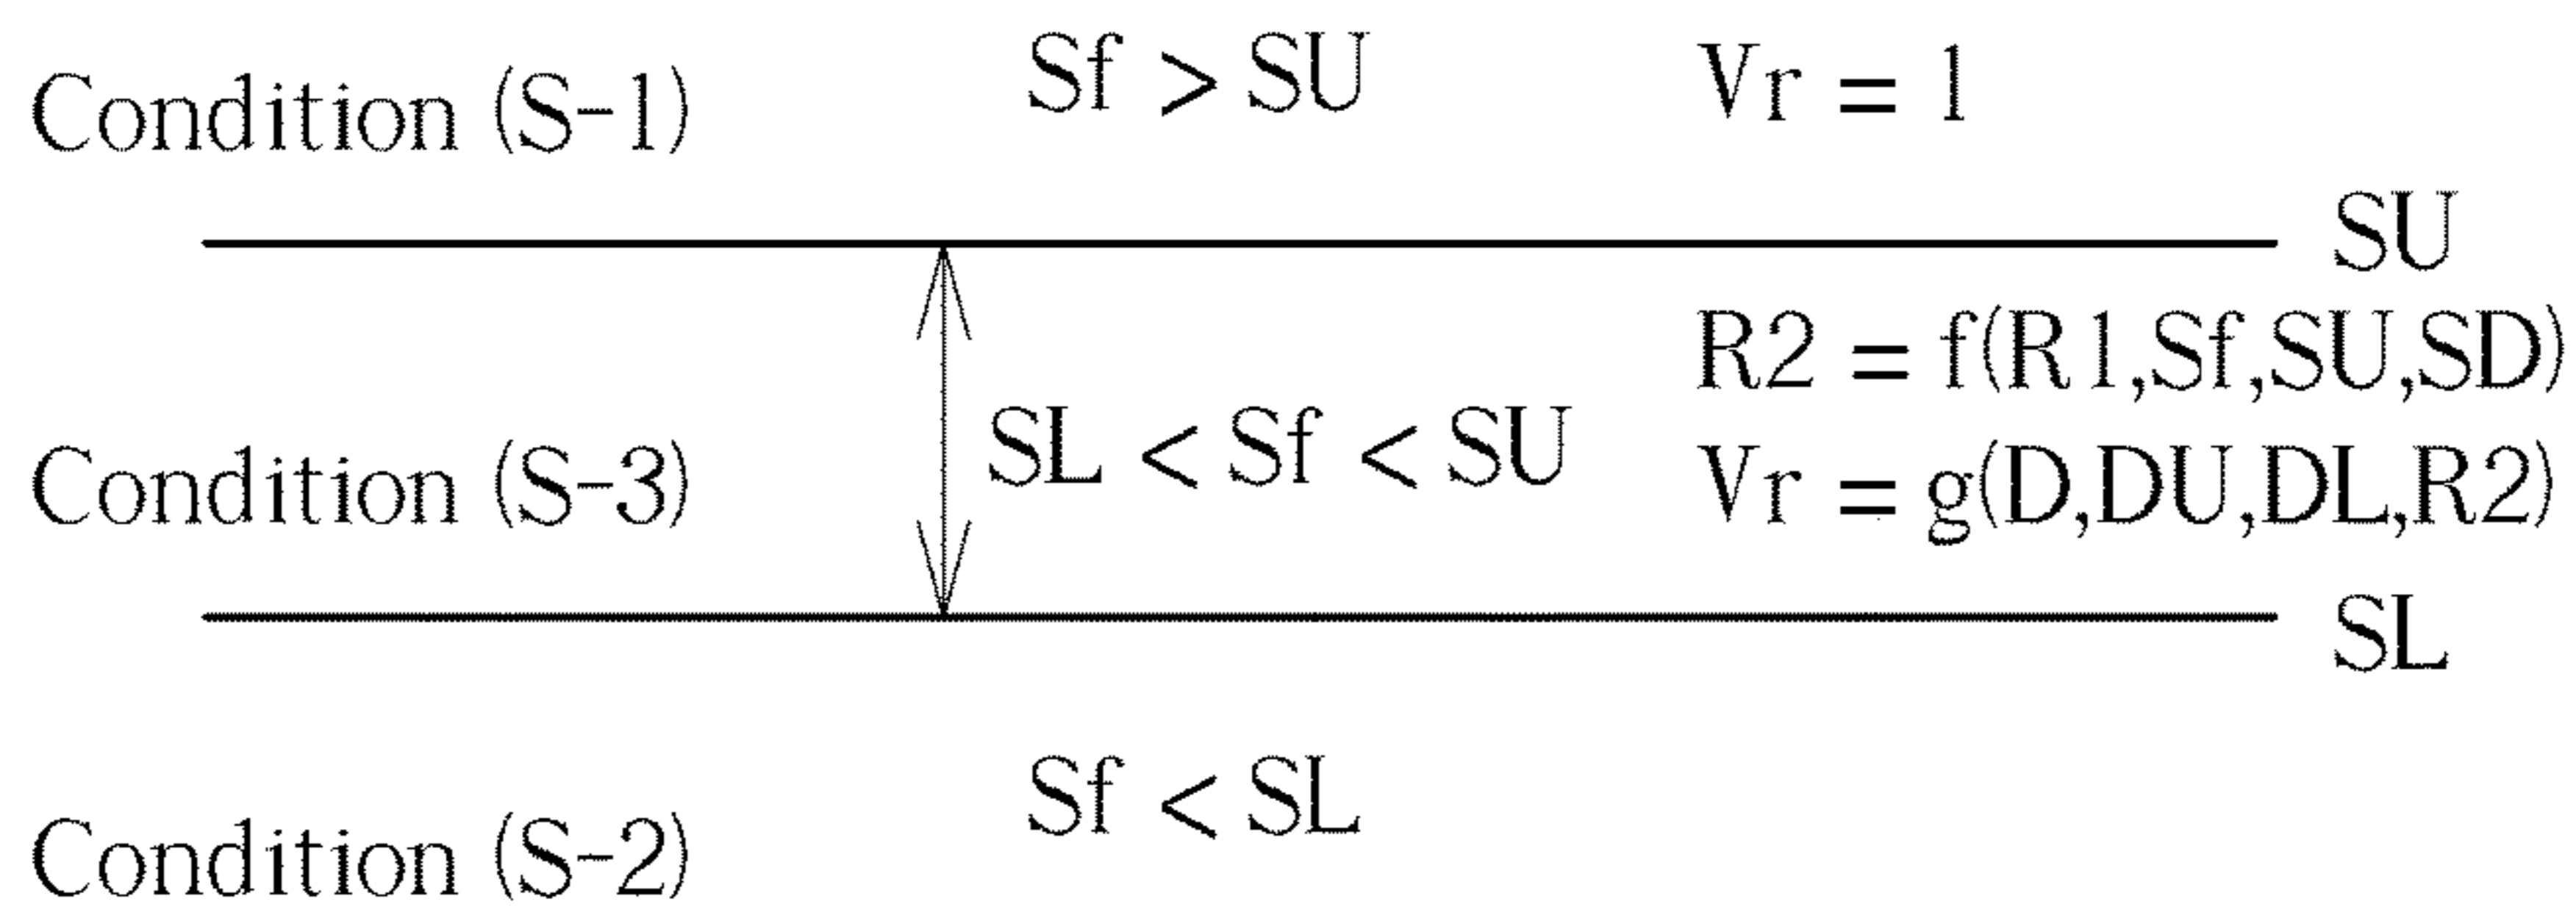 Condition (S-1) Sf > SU Vr = 1
SU
R2 = f(R1,Sf,SU,SD)
Condition (S-3) SL < Sf < SU Vr = g(D,DU,DL,R2)
SL
Condition (S-2) Sf < SL